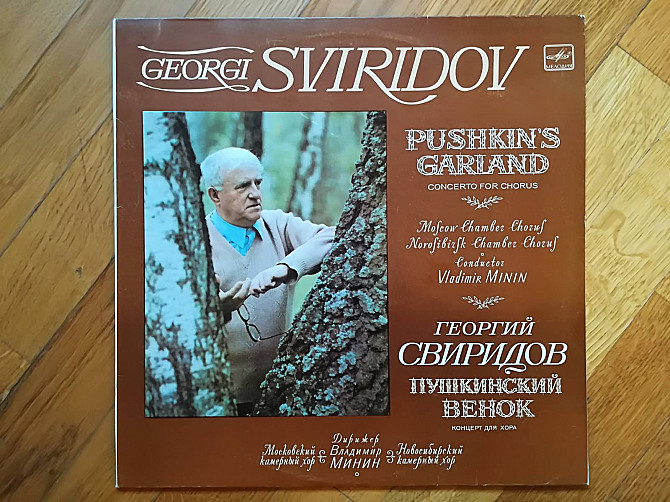 GEORGI SVIRIDOV
МЕЛОДИЯ
PUSHKIN'S
GARLAND
CONCERTO FOR CHORUS
Moscow Chamber Chorus
Novosibirsk Chamber Chorus
Conductor
Vladimir MININ
ГЕОРГИЙ
СВИРИДОВ
ПУШКИНСКИЙ
ВЕНОК
КОНЦЕРТ ДЛЯ ХОРА
Московский
камерный хор
Дирижер
Владимир
МИНИН
Новосибирский
камерный хор